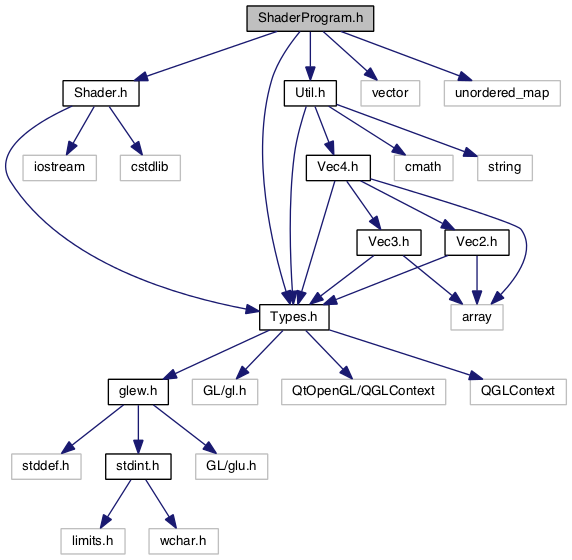 ShaderProgram.h
Shader.h
Util.h
vector
unordered_map
iostream
cstdlib
Vec4.h
cmath
string
Vec3.h
Vec2.h
Types.h
array
glew.h
GL/gl.h
QtOpenGL/QGLContext
QGLContext
stddef.h
stdint.h
GL/glu.h
limits.h
wchar.h